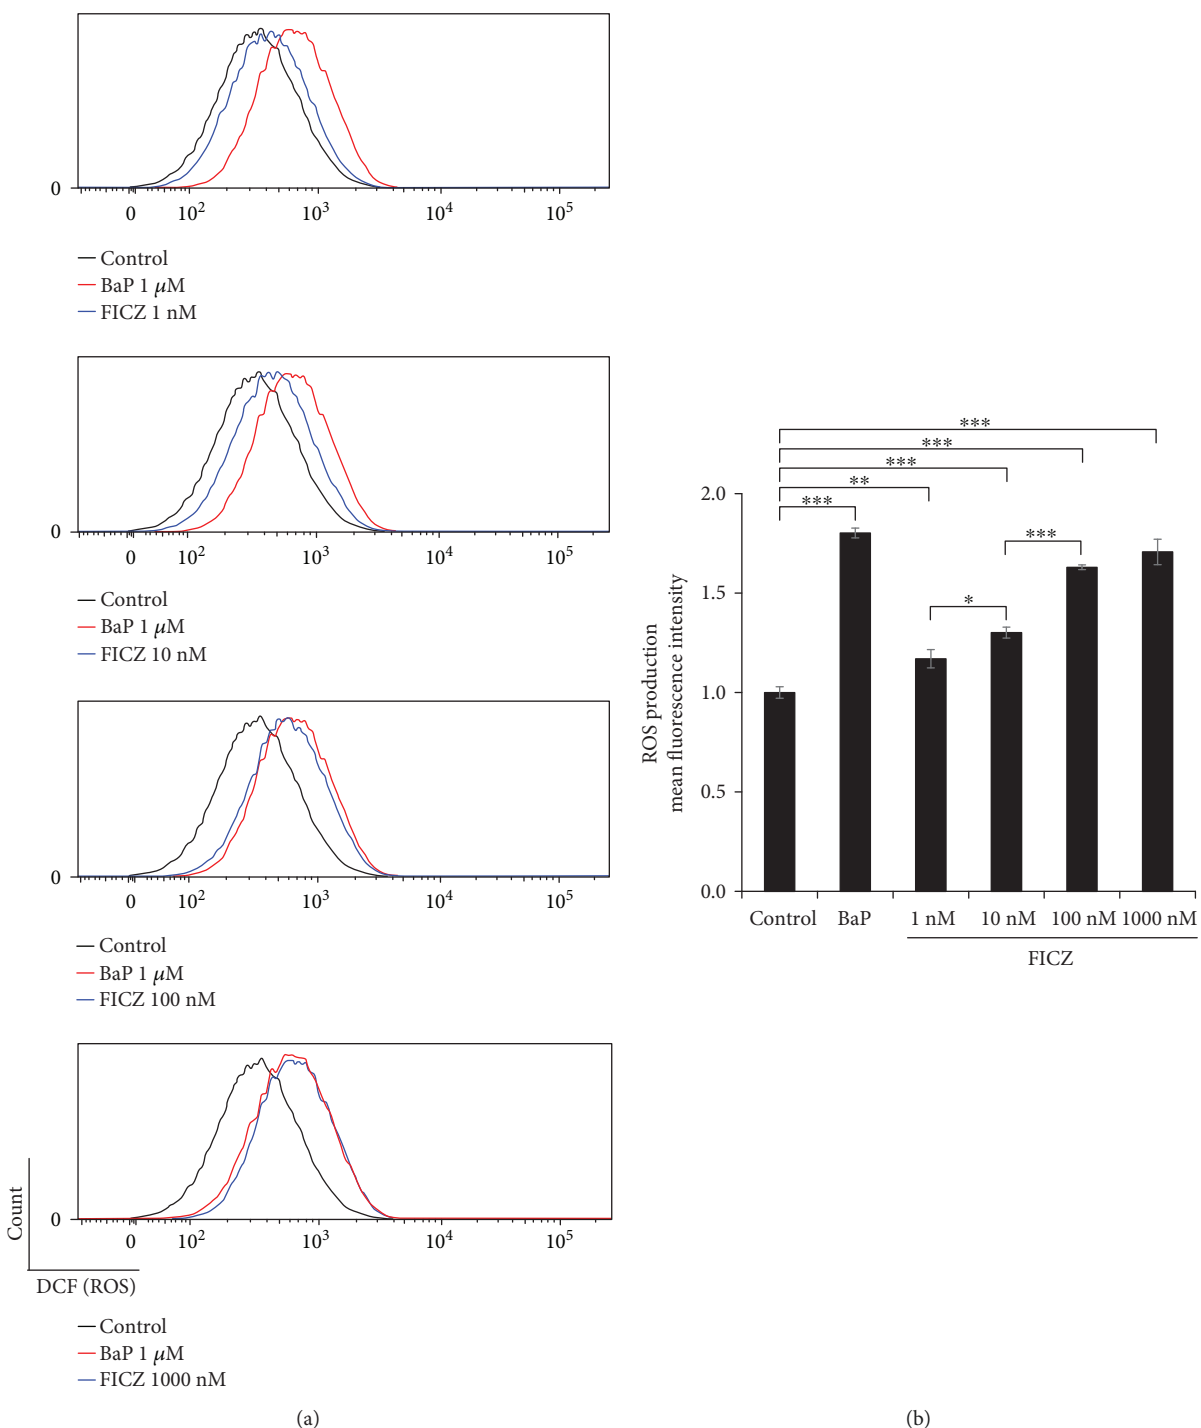 0
0 10² 10³ 10⁴ 10⁵
Control
BaP 1 μM
FICZ 1 nM
0
0 10² 10³ 10⁴ 10⁵
Control
BaP 1 μM
FICZ 10 nM
0
0 10² 10³ 10⁴ 10⁵
Control
BaP 1 μM
FICZ 100 nM
0
0 10² 10³ 10⁴ 10⁵
Count
DCF (ROS)
Control
BaP 1 μM
FICZ 1000 nM
(a)
***
***
***
**
***
***
*
ROS production
mean fluorescence intensity
2.0
1.5
1.0
0.5
0.0
Control BaP 1 nM 10 nM 100 nM 1000 nM
FICZ
(b)